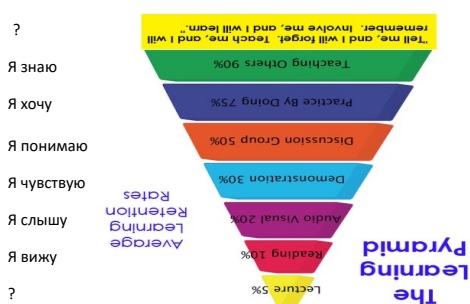 ?
Я знаю
Я хочу
Я понимаю
Я чувствую
Я слышу
Я вижу
?
The
Learning
Pyramid
Lecture 5%
Reading 10%
Audio Visual 20%
Demonstration 30%
Discussion Group 50%
Practice By Doing 75%
Teaching Others 90%
Average
Learning
Retention
Rates
"Tell me, and I will forget. Teach me, and I will
remember. Involve me, and I will learn."